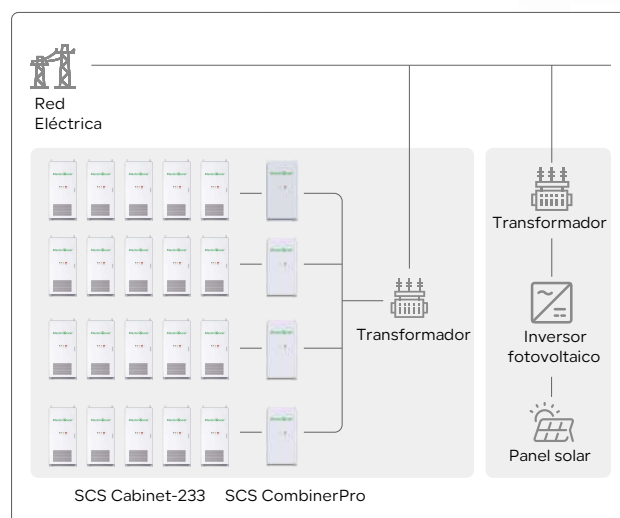 Red
Eléctrica
Transformador
Transformador
Inversor
fotovoltaico
Panel solar
SCS Cabinet-233
SCS CombinerPro